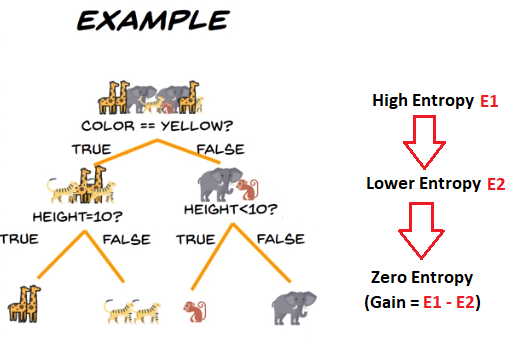 EXAMPLE
COLOR == YELLOW?
TRUE
FALSE
HEIGHT=10?
HEIGHT<10?
TRUE
FALSE
TRUE
FALSE
High Entropy E1
Lower Entropy E2
Zero Entropy
(Gain = E1 - E2)